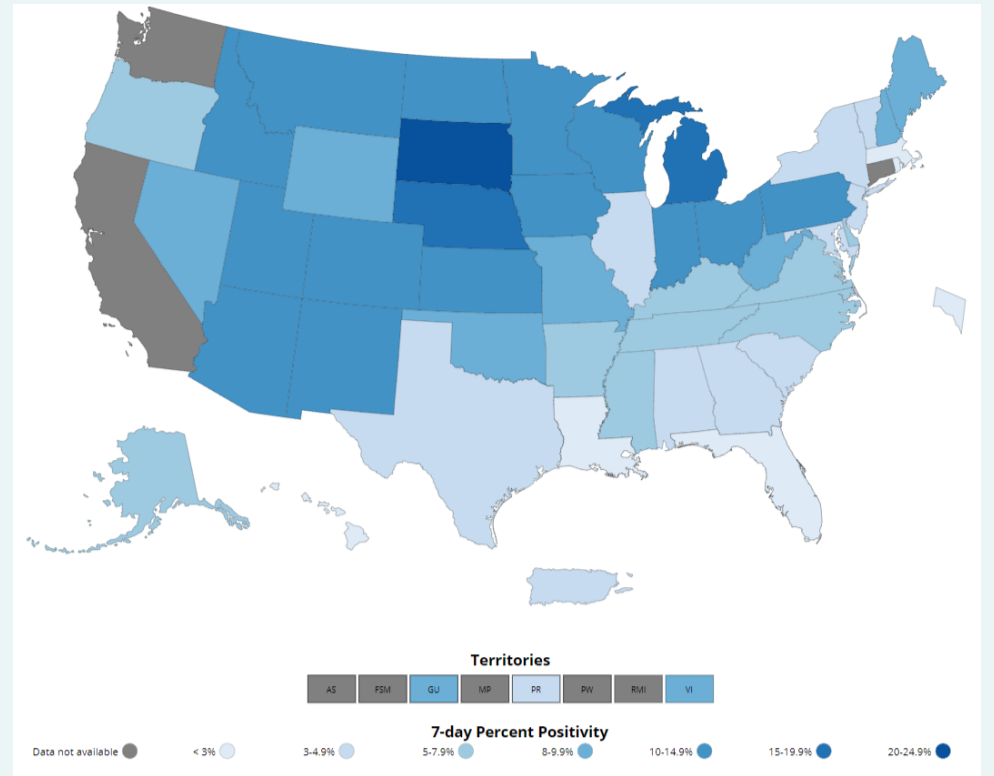 Territories
AS FSM GU MP PR PW RMI VI
7-day Percent Positivity
Data not available < 3% 3-4.9% 5-7.9% 8-9.9% 10-14.9% 15-19.9% 20-24.9%